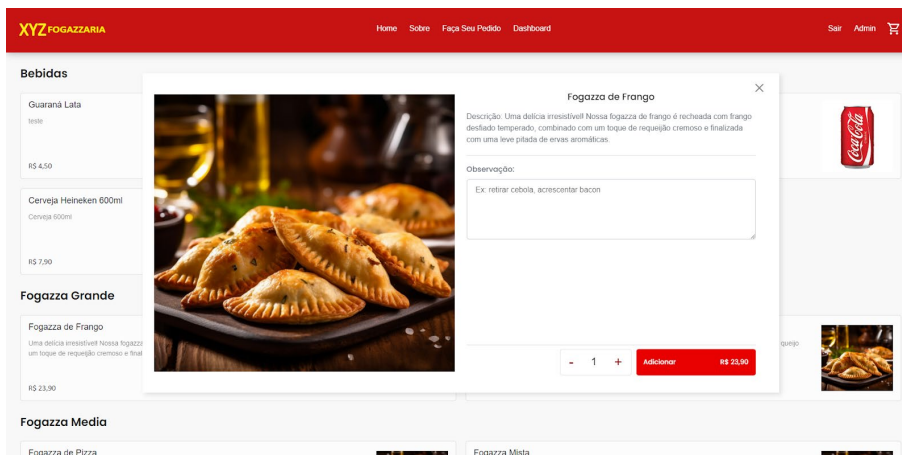 XYZ FOGAZZARIA
Home Sobre Faça Seu Pedido Dashboard
Sair Admin
Bebidas
Guaraná Lata
teste
R$ 4,50
Coca-Cola
Cerveja Heineken 600ml
Cerveja 600ml
R$ 7,90
Fogazza Grande
Fogazza de Frango
Uma delícia irresistível! Nossa fogazza
um toque de requeijão cremoso e final
R$ 23,90
queijo
Fogazza Media
Fogazza de Pizza
Fogazza Mista
Fogazza de Frango
Descrição: Uma delícia irresistível! Nossa fogazza de frango é recheada com frango
desfiado temperado, combinado com um toque de requeijão cremoso e finalizada
com uma leve pitada de ervas aromáticas.
Observação:
Ex: retirar cebola, acrescentar bacon
- 1 +
Adicionar R$ 23,90